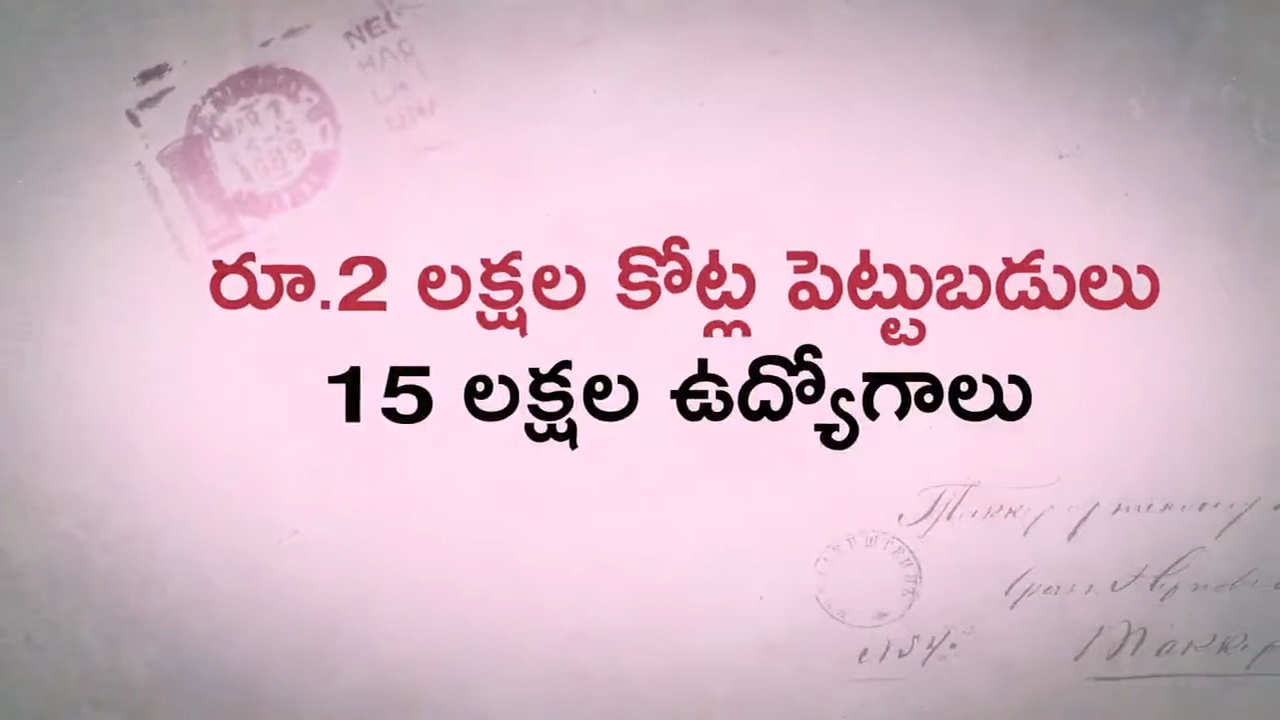 రూ.2 లక్షల కోట్ల పెట్టుబడులు
15 లక్షల ఉద్యోగాలు